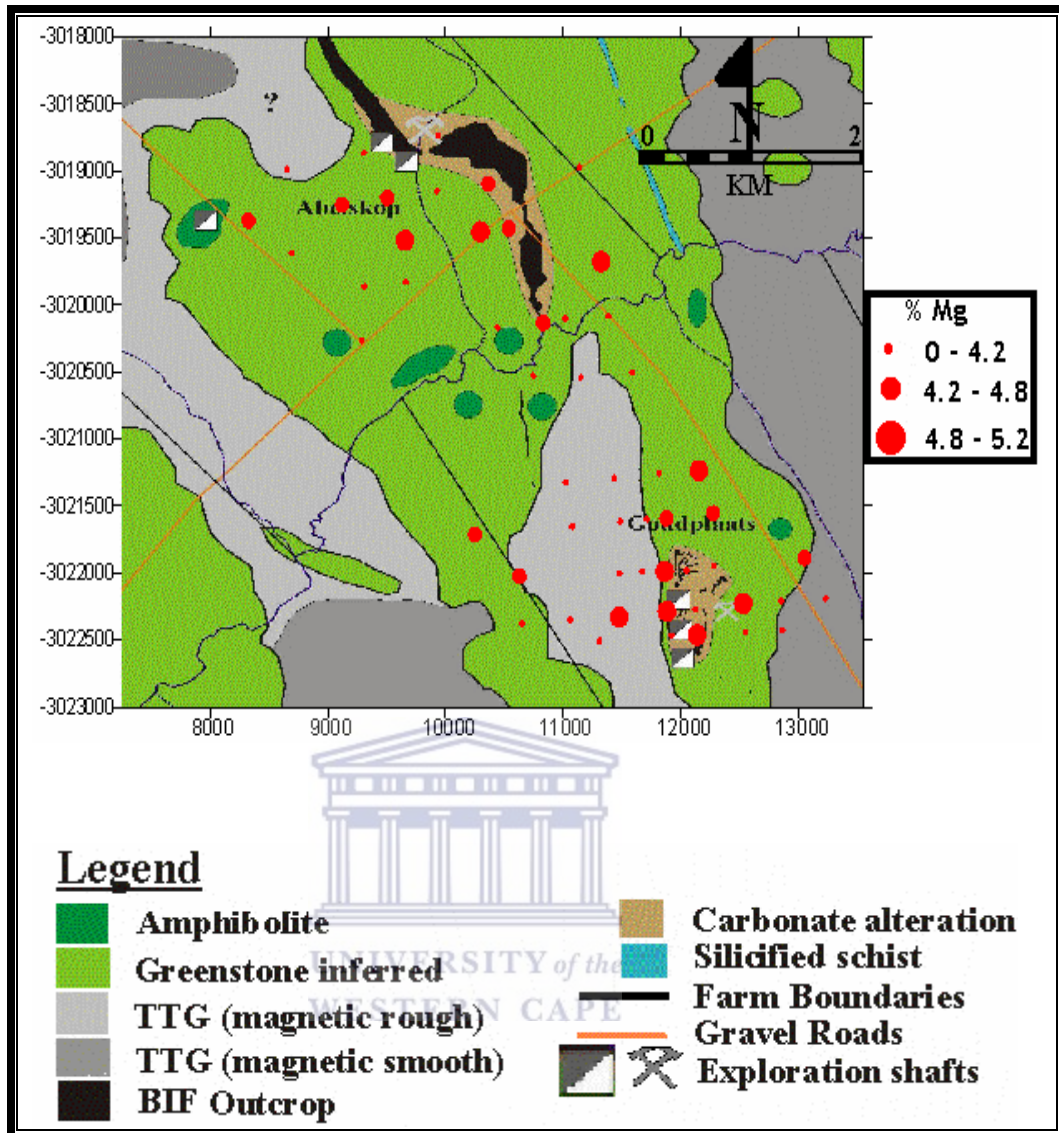 -3018000
-3018500
-3019000
-3019500
-3020000
-3020500
-3021000
-3021500
-3022000
-3022500
-3023000
8000
9000
10000
11000
12000
13000
?
Abelskop
Goudplaats
N
0 2
KM
% Mg
0 - 4.2
4.2 - 4.8
4.8 - 5.2
Legend
Amphibolite
Greenstone inferred
TTG (magnetic rough)
TTG (magnetic smooth)
BIF Outcrop
Carbonate alteration
Silicified schist
Farm Boundaries
Gravel Roads
Exploration shafts
UNIVERSITY of the
WESTERN CAPE